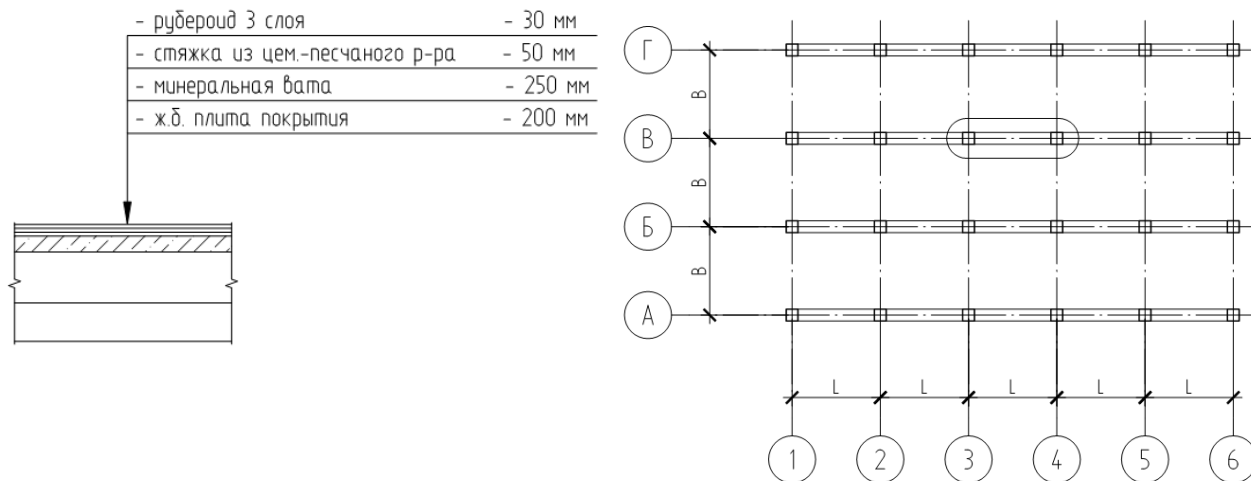 - рубероид 3 слоя - 30 мм
- стяжка из цем.-песчаного р-ра - 50 мм
- минеральная вата - 250 мм
- ж.б. плита покрытия - 200 мм
Г
В
В
В
Б
В
А
L L L L L
1 2 3 4 5 6